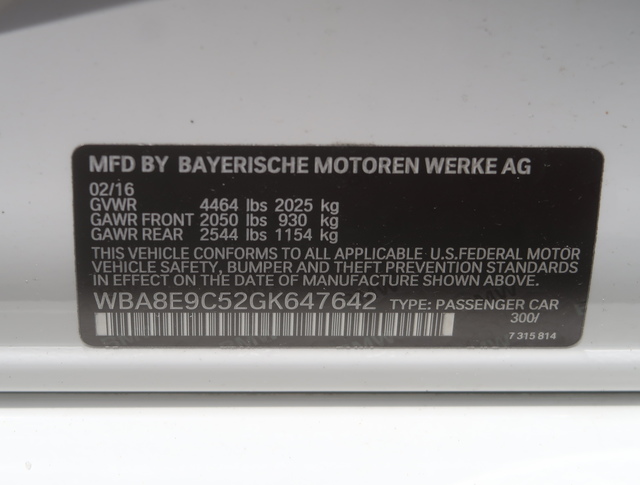 MFD BY BAYERISCHE MOTOREN WERKE AG
02/16
GVWR 4464 lbs 2025 kg
GAWR FRONT 2050 lbs 930 kg
GAWR REAR 2544 lbs 1154 kg
THIS VEHICLE CONFORMS TO ALL APPLICABLE U.S.FEDERAL MOTOR
VEHICLE SAFETY, BUMPER AND THEFT PREVENTION STANDARDS
IN EFFECT ON THE DATE OF MANUFACTURE SHOWN ABOVE.
WBA8E9C52GK647642 TYPE: PASSENGER CAR
300/
7 315 814